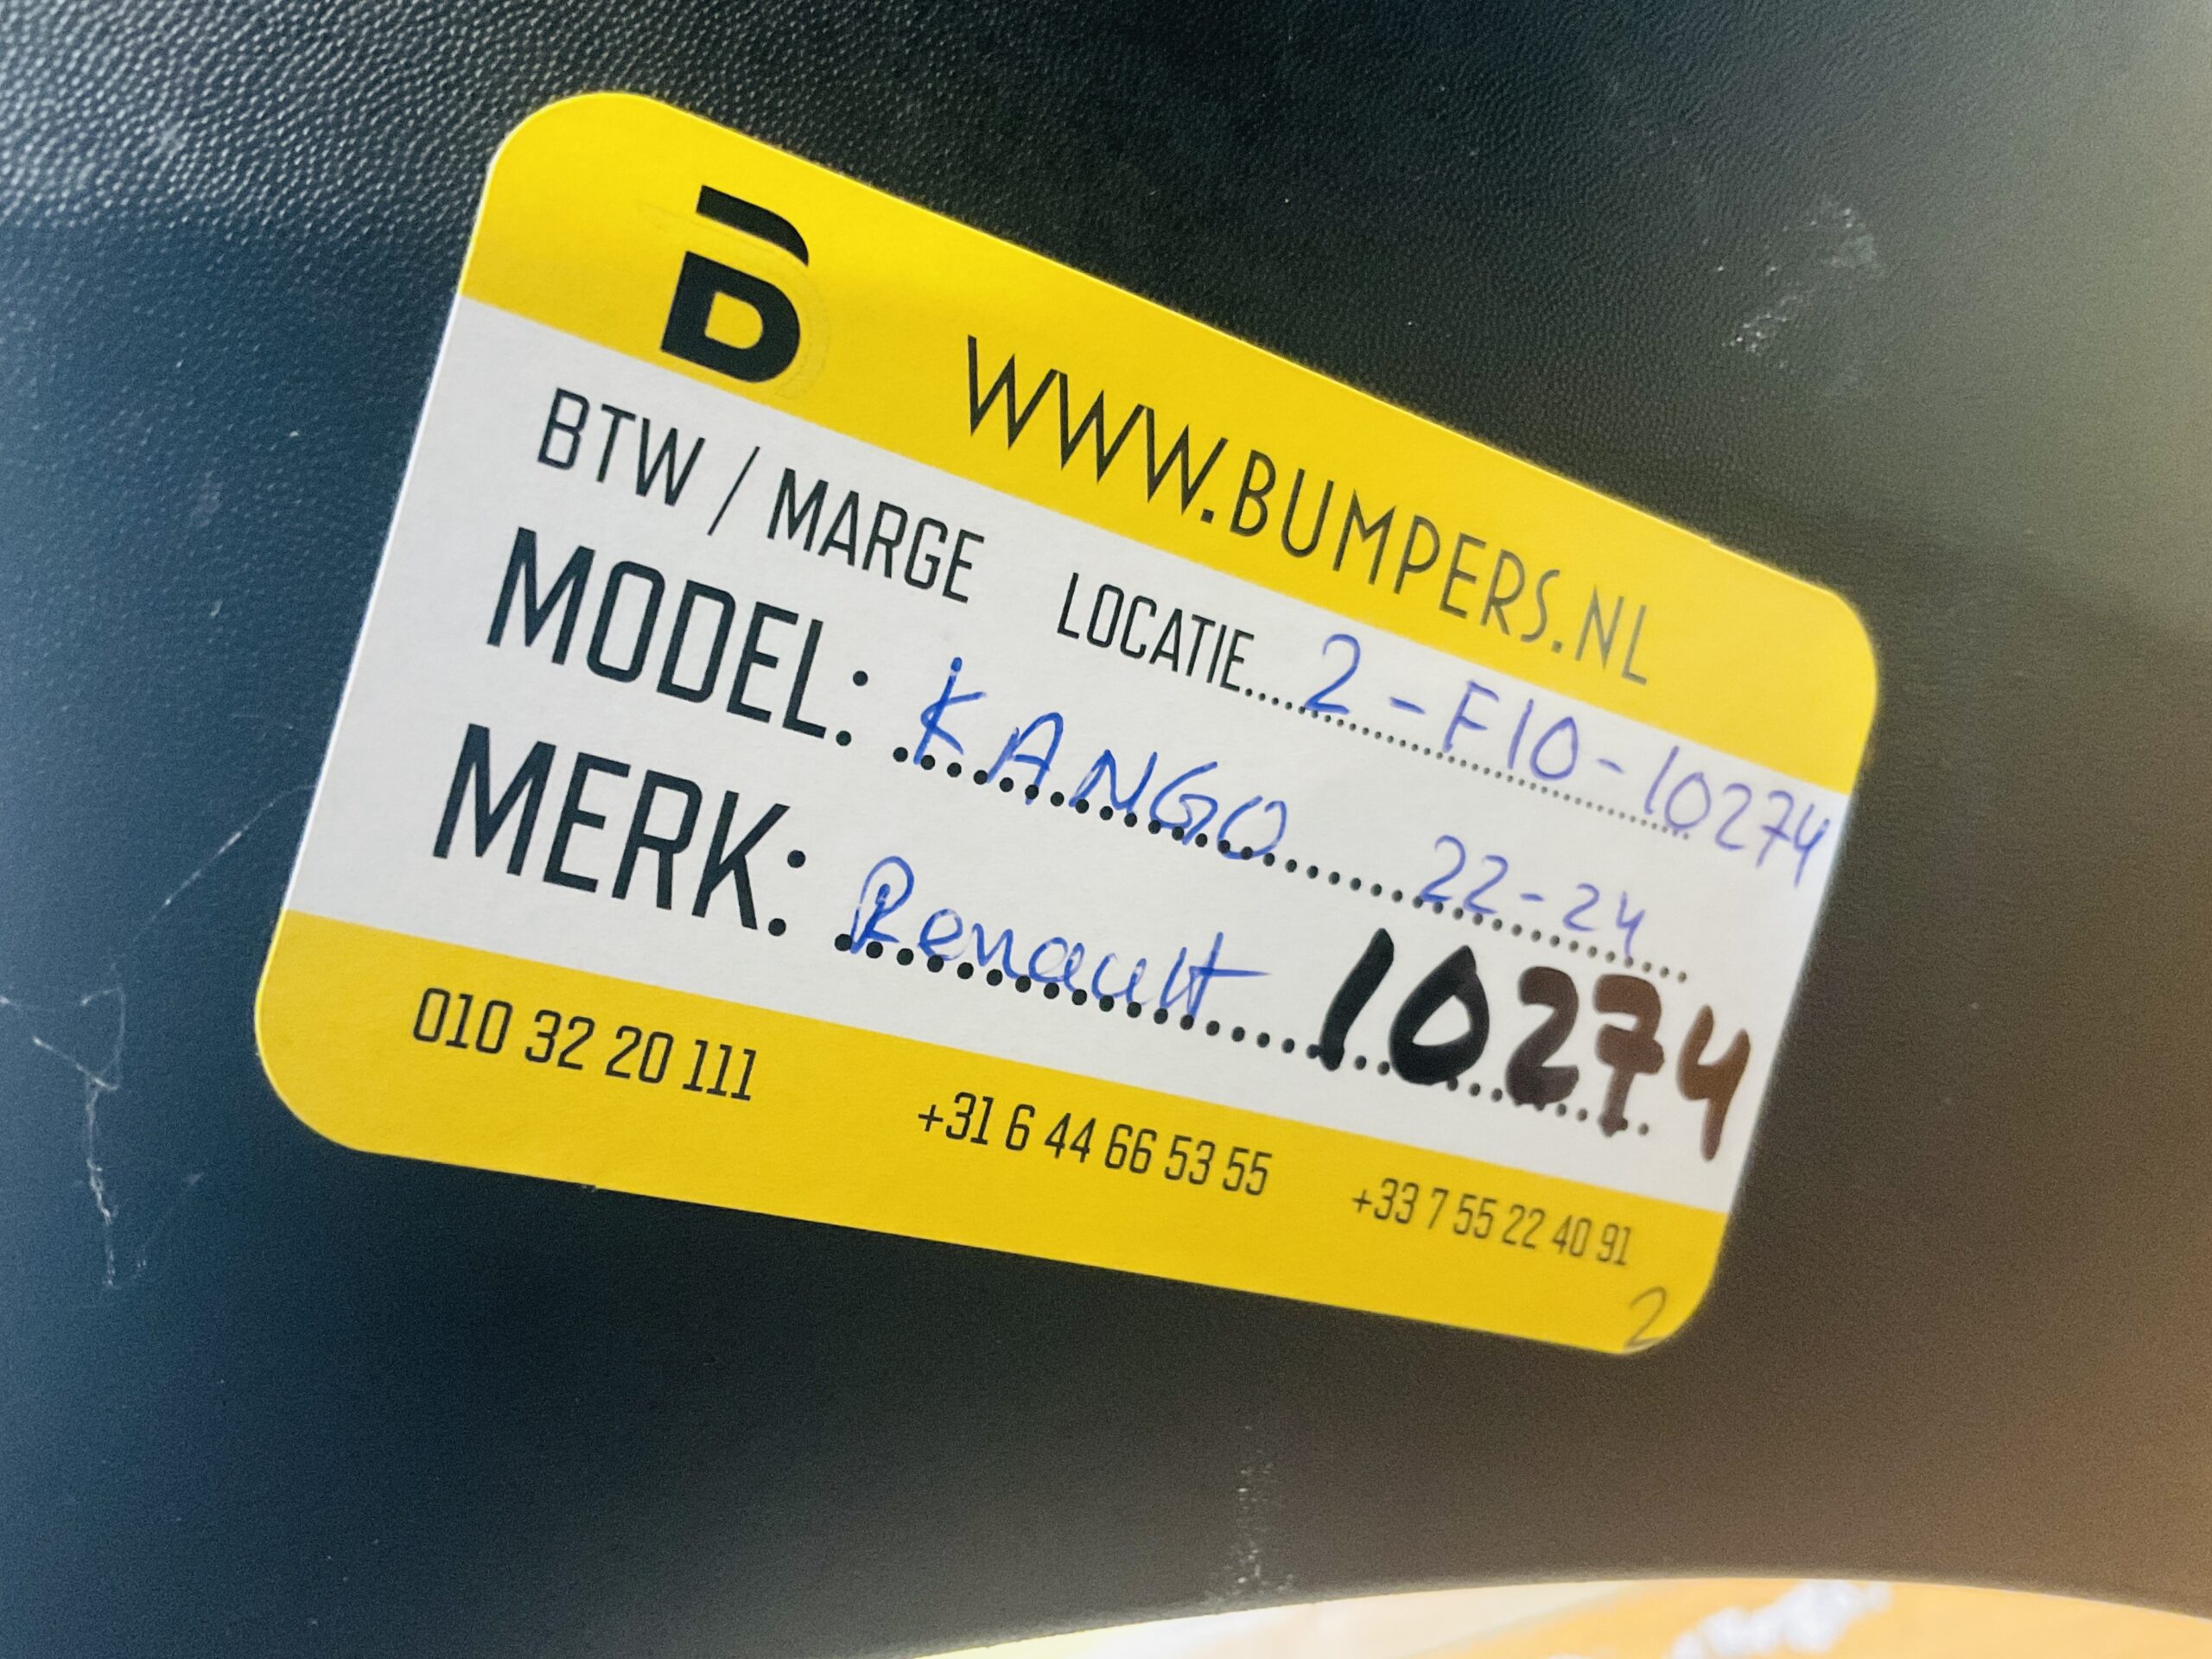 B WWW.BUMPERS.NL
BTW / MARGE LOCATIE 2-F10-10274
MODEL: KANGO 22-24
MERK: Renault 10274
010 32 20 111 +31 6 44 66 53 55 +33 7 55 22 40 91
2